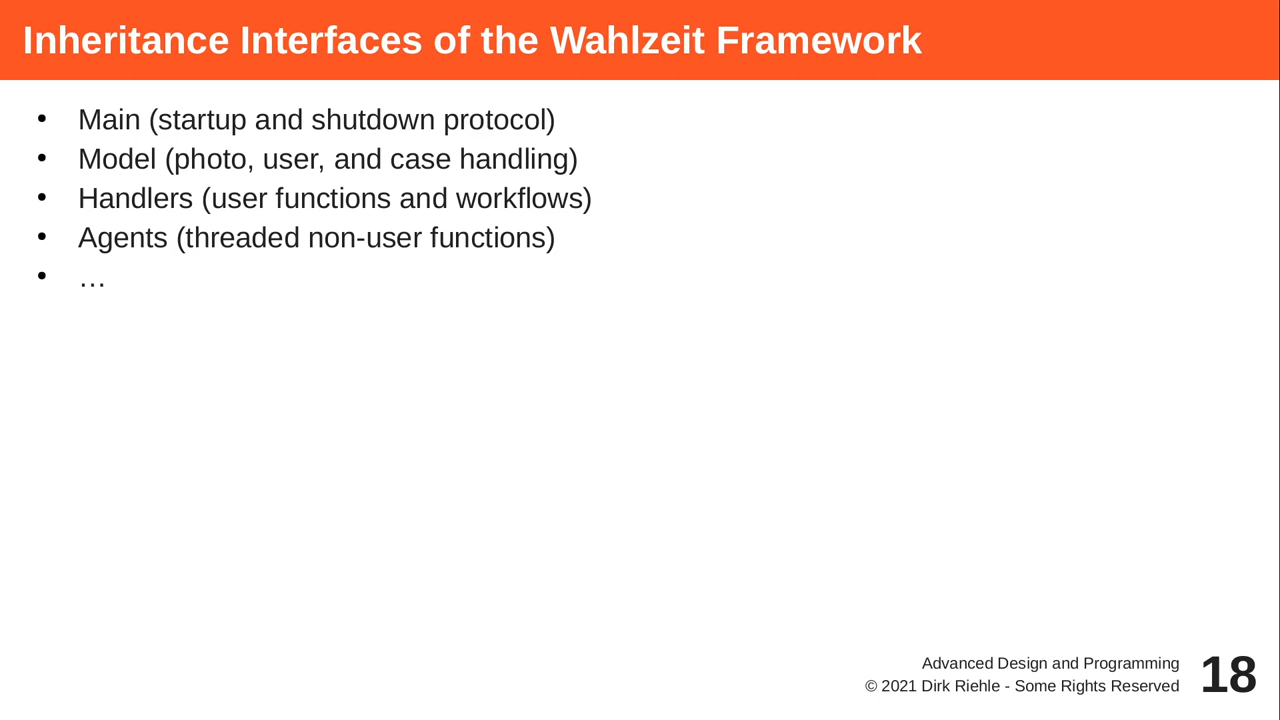 Inheritance Interfaces of the Wahlzeit Framework
• Main (startup and shutdown protocol)
• Model (photo, user, and case handling)
• Handlers (user functions and workflows)
• Agents (threaded non-user functions)
• …
Advanced Design and Programming
© 2021 Dirk Riehle - Some Rights Reserved
18